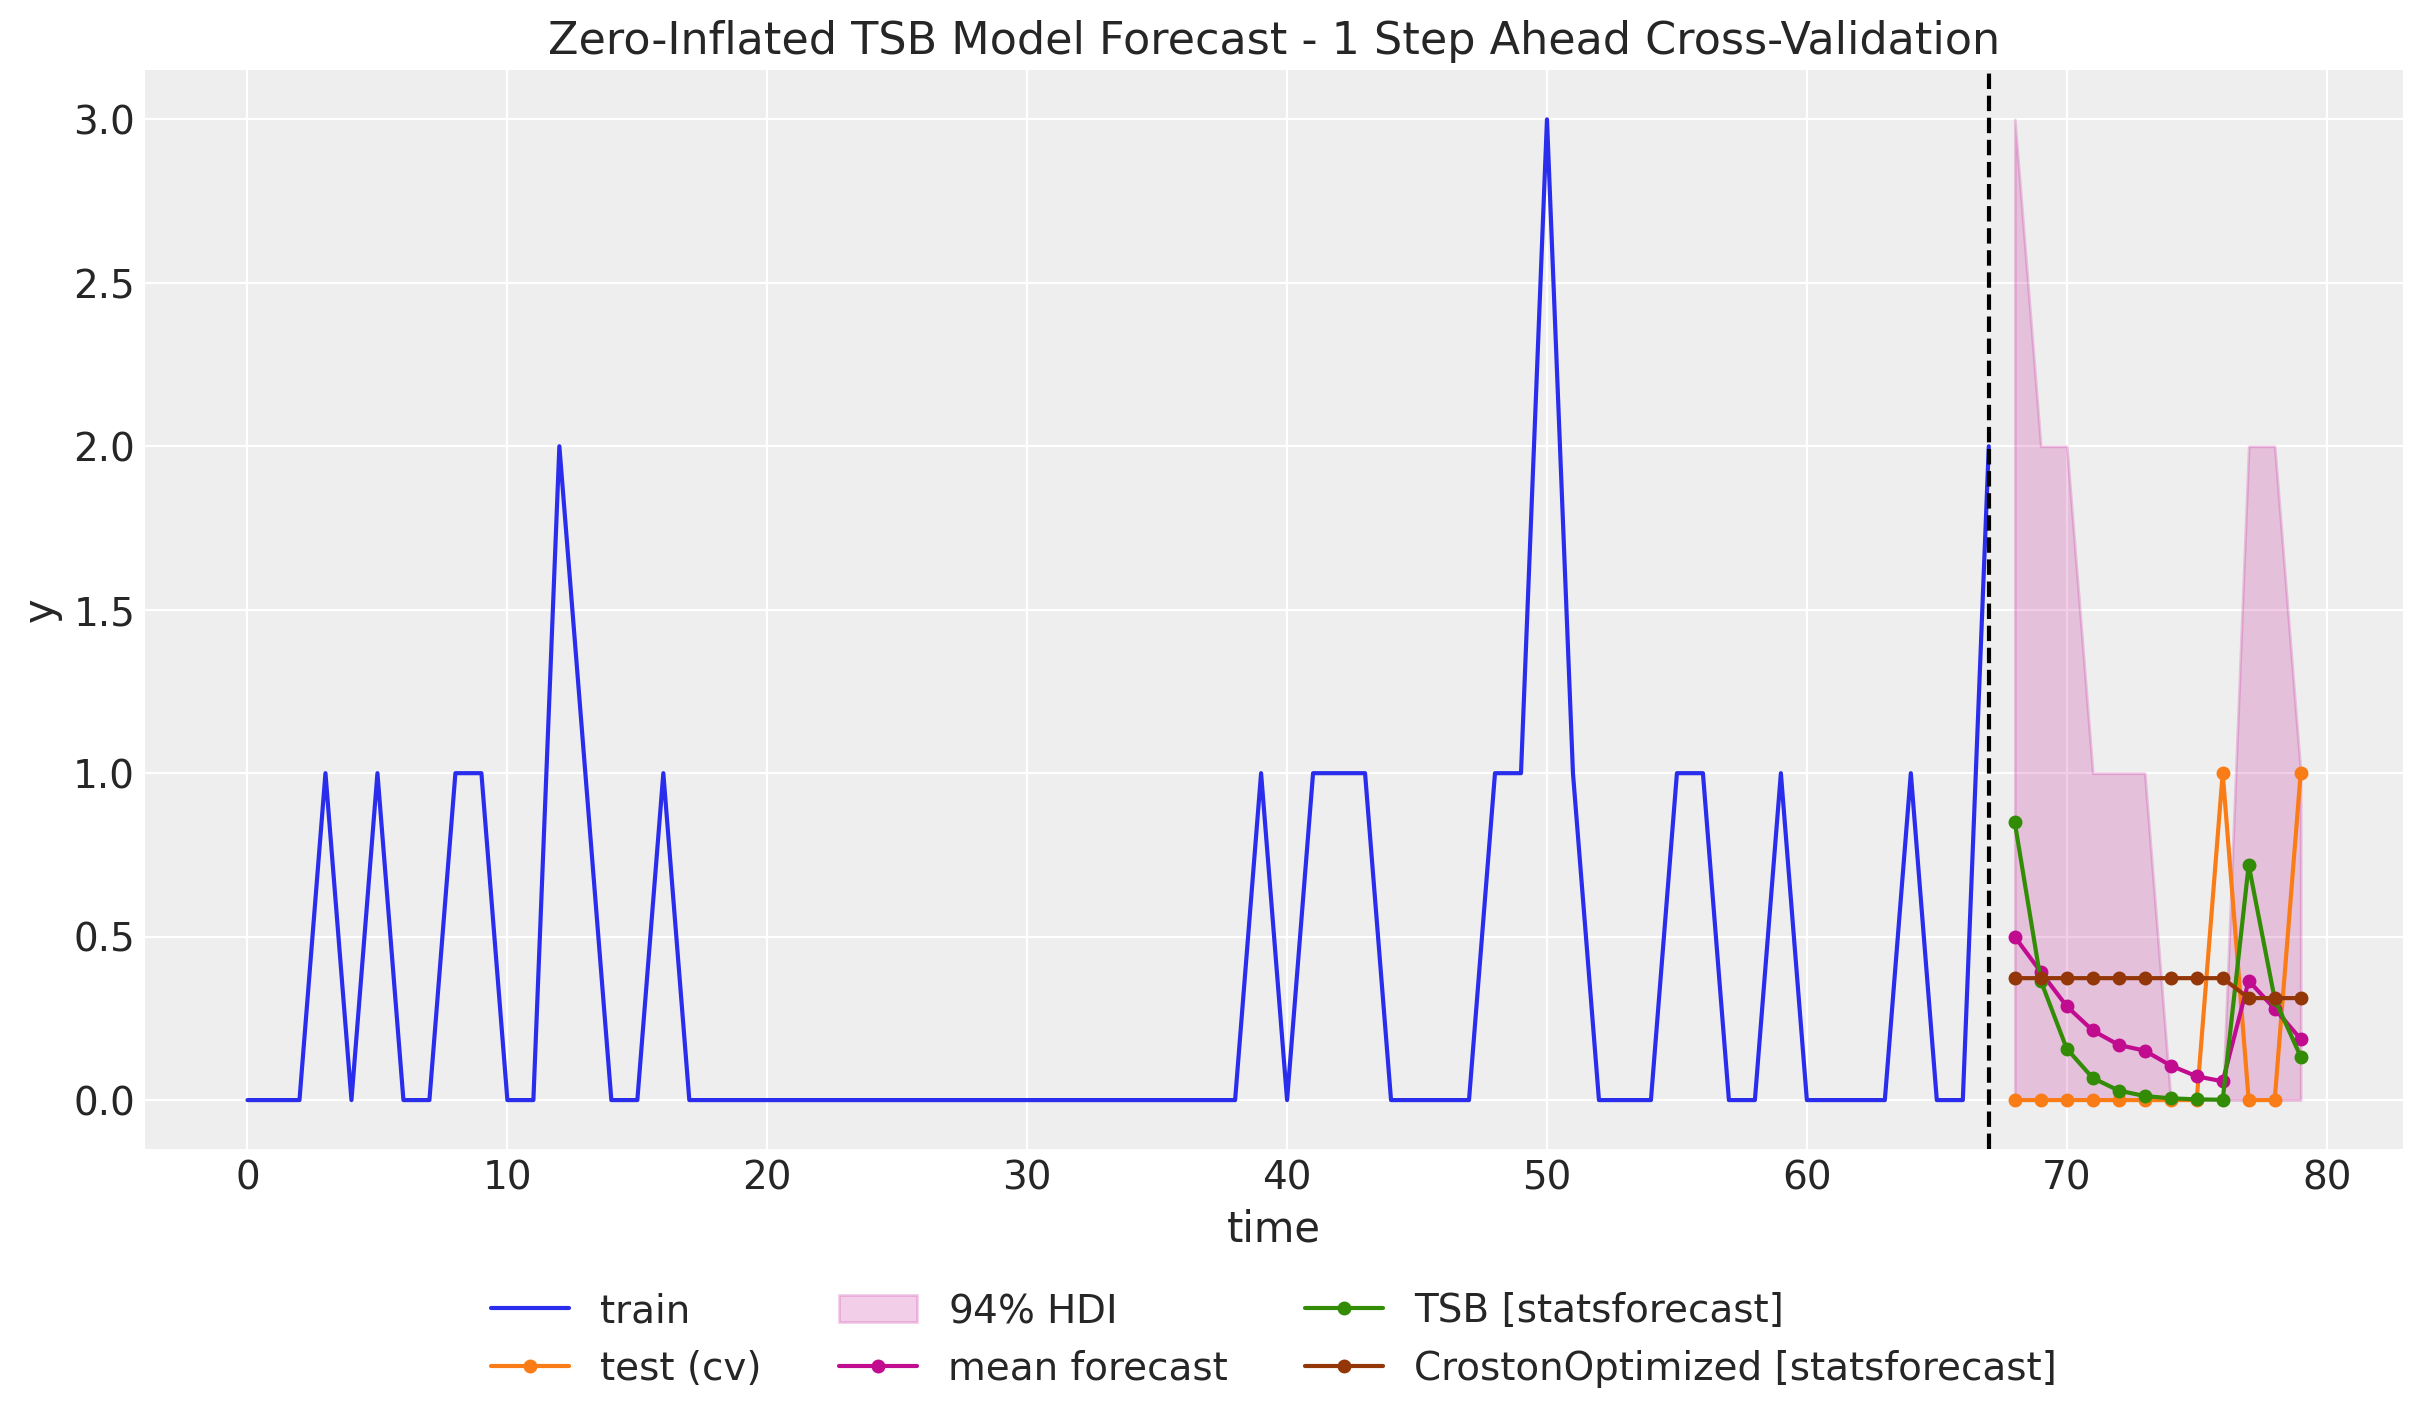 Zero-Inflated TSB Model Forecast - 1 Step Ahead Cross-Validation
3.0
2.5
2.0
1.5
1.0
0.5
0.0
y
0 10 20 30 40 50 60 70 80
time
train 94% HDI TSB [statsforecast]
test (cv) mean forecast CrostonOptimized [statsforecast]